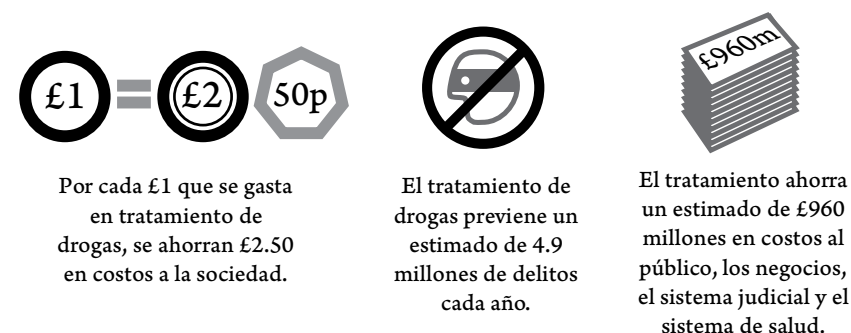 £1 = £2 50p
Por cada £1 que se gasta
en tratamiento de
drogas, se ahorran £2.50
en costos a la sociedad.
El tratamiento de
drogas previene un
estimado de 4.9
millones de delitos
cada año.
£960m
El tratamiento ahorra
un estimado de £960
millones en costos al
público, los negocios,
el sistema judicial y el
sistema de salud.